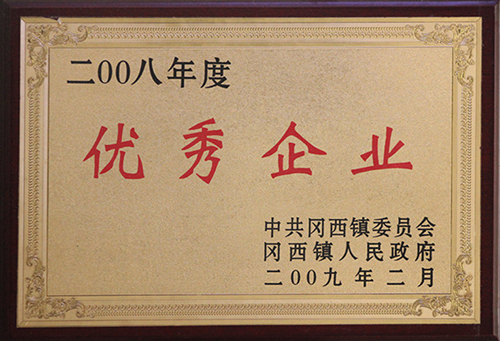 二00八年度
优秀企业
中共冈西镇委员会
冈西镇人民政府
二00九年二月